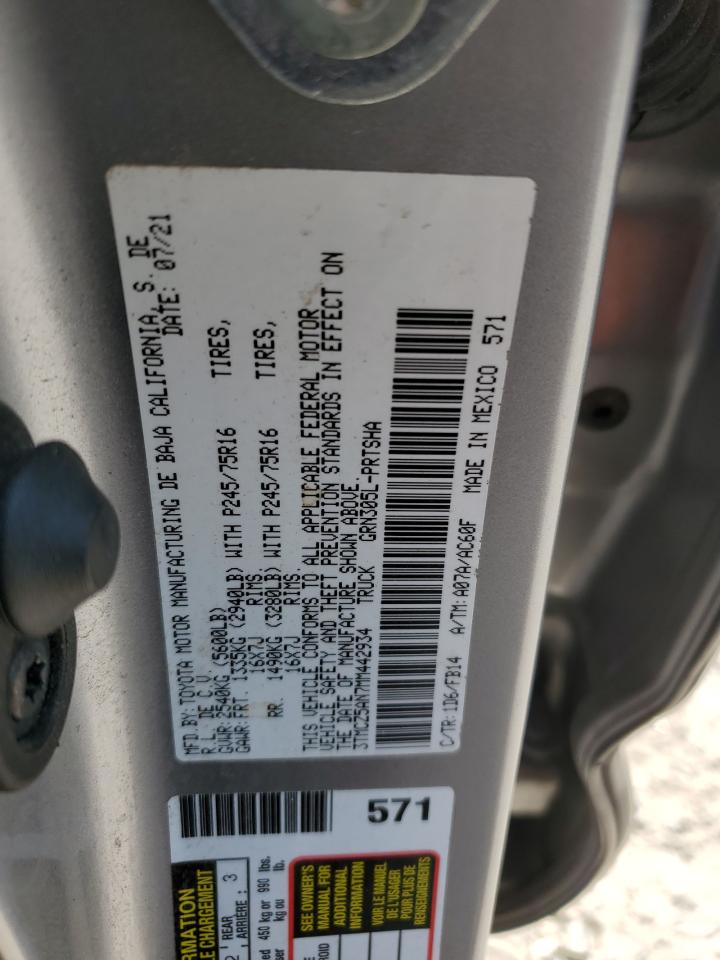 MFD.BY:TOYOTA MOTOR MANUFACTURING DE BAJA CALIFORNIA, S. DE
R.L. DE C.V. DATE: 07/21
GVWR:2540KG (5600LB)
GAWR:FRT. 1335KG (2940LB) WITH P245/75R16 TIRES,
16X7J RIMS,
RR. 1490KG (3280LB) WITH P245/75R16 TIRES,
16X7J RIMS.
THIS VEHICLE CONFORMS TO ALL APPLICABLE FEDERAL MOTOR
VEHICLE SAFETY AND THEFT PREVENTION STANDARDS IN EFFECT ON
THE DATE OF MANUFACTURE SHOWN ABOVE.
3TMCZ5AN7MM442934 TRUCK GRN305L-PRTSHA
C/TR:1D6/FB14 A/TM:A07A/AC60F MADE IN MEXICO 571
571
2 REAR ARRIÈRE : 3
450 kg or 990 lbs.
kg ou lb.
SEE OWNER'S
MANUAL FOR
ADDITIONAL
INFORMATION
VOIR LE MANUEL
DE L'USAGER
POUR PLUS DE
RENSEIGNEMENTS